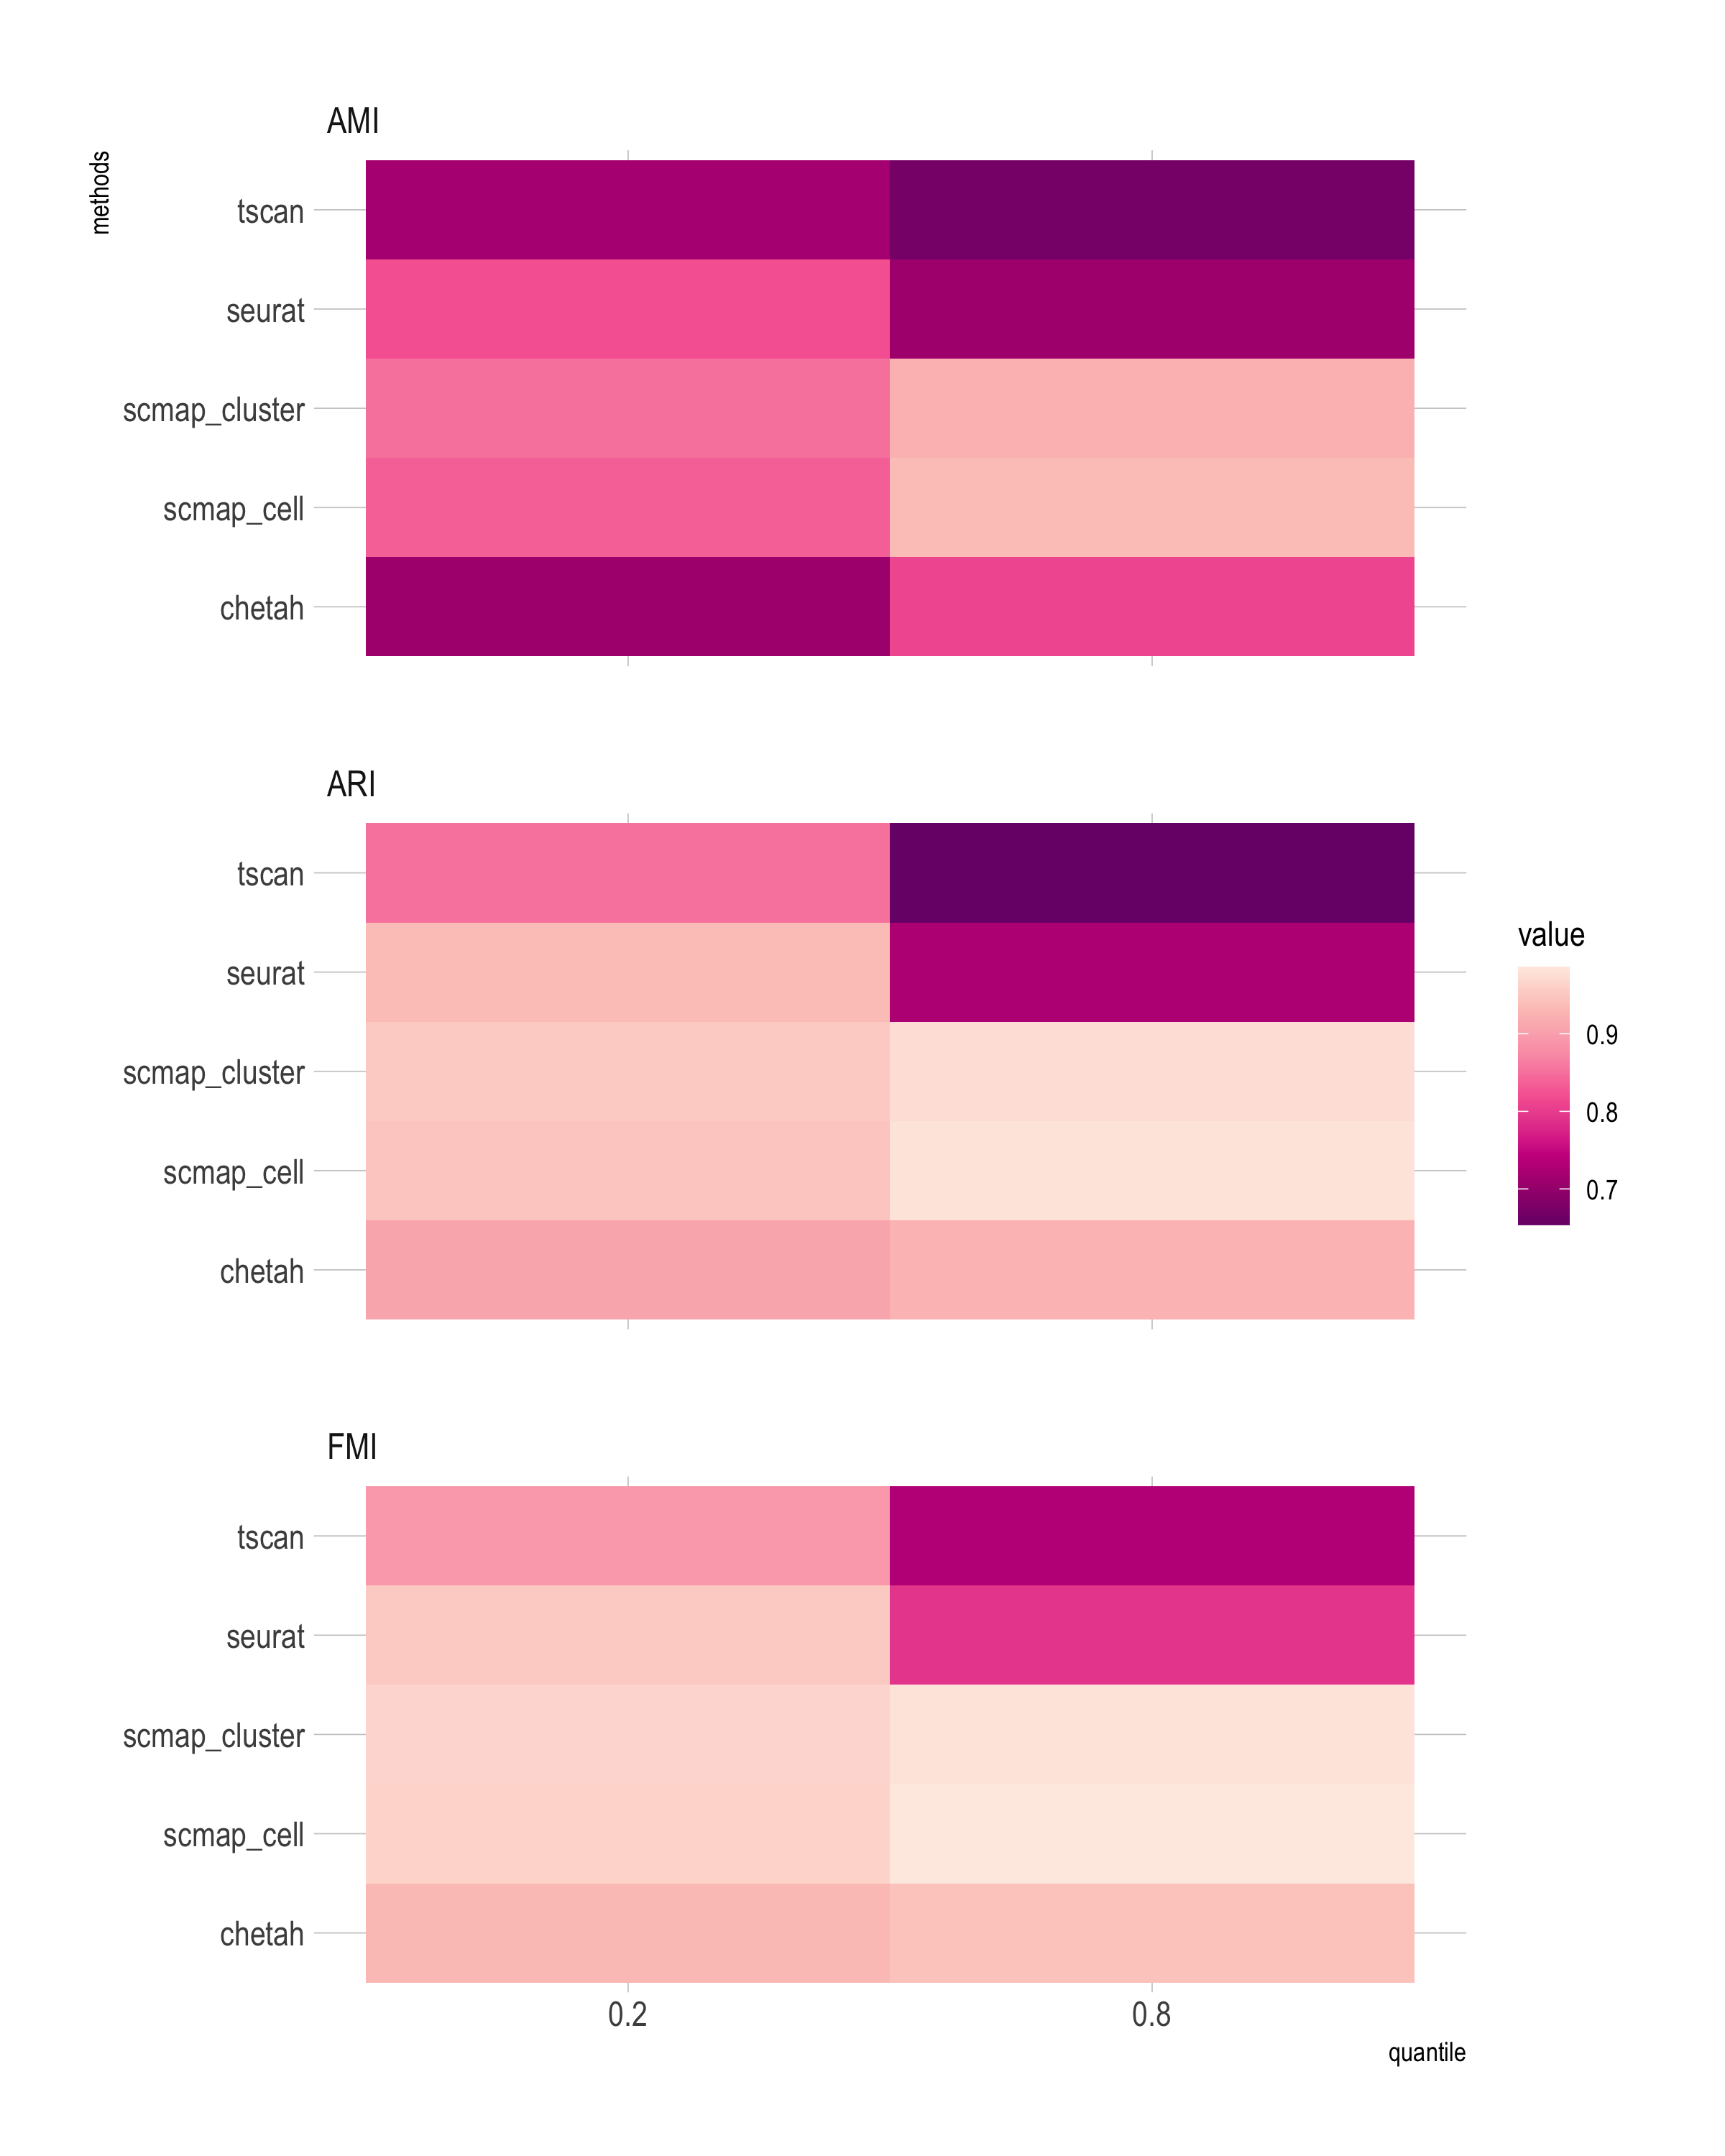 AMI
methods
tscan
seurat
scmap_cluster
scmap_cell
chetah
ARI
tscan
seurat
scmap_cluster
scmap_cell
chetah
value
0.9
0.8
0.7
FMI
tscan
seurat
scmap_cluster
scmap_cell
chetah
0.2 0.8
quantile